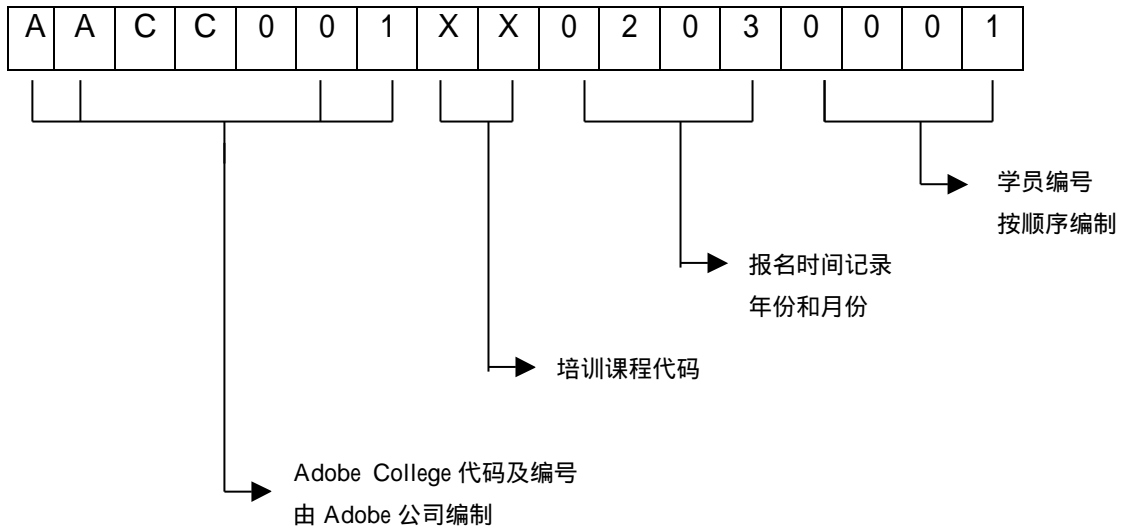 A A C C 0 0 1 X X 0 2 0 3 0 0 0 1
学员编号
按顺序编制
报名时间记录
年份和月份
培训课程代码
Adobe College 代码及编号
由 Adobe 公司编制